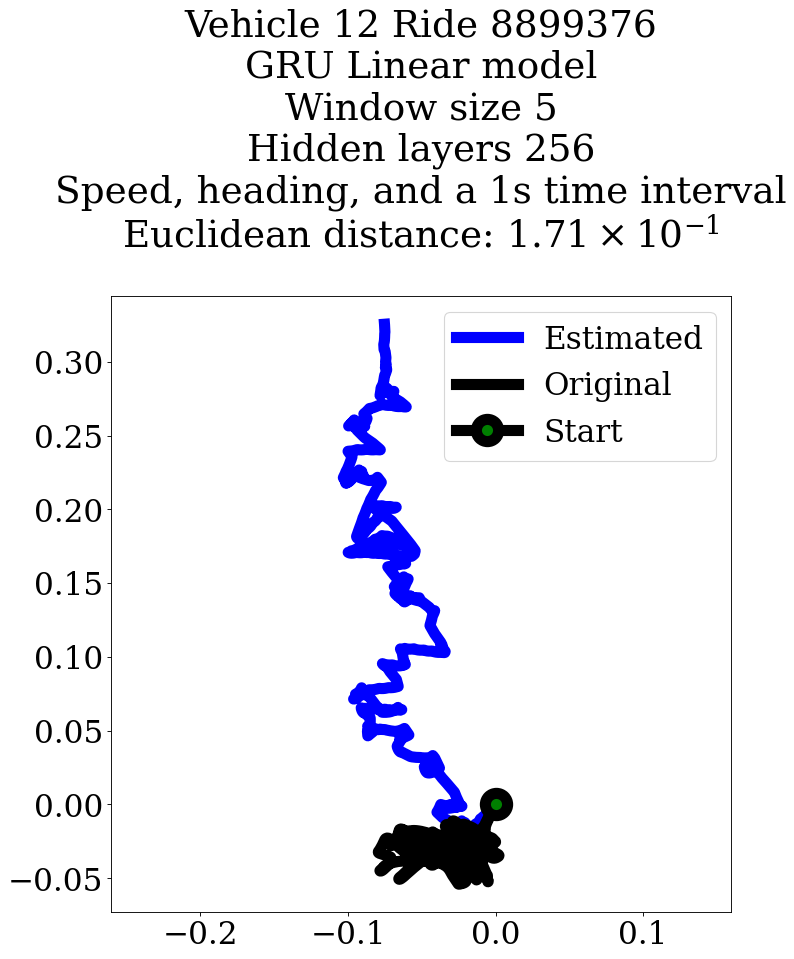 Vehicle 12 Ride 8899376
GRU Linear model
Window size 5
Hidden layers 256
Speed, heading, and a 1s time interval
Euclidean distance: 1.71 × 10⁻¹
Estimated
Original
Start
0.30
0.25
0.20
0.15
0.10
0.05
0.00
−0.05
−0.2
−0.1
0.0
0.1